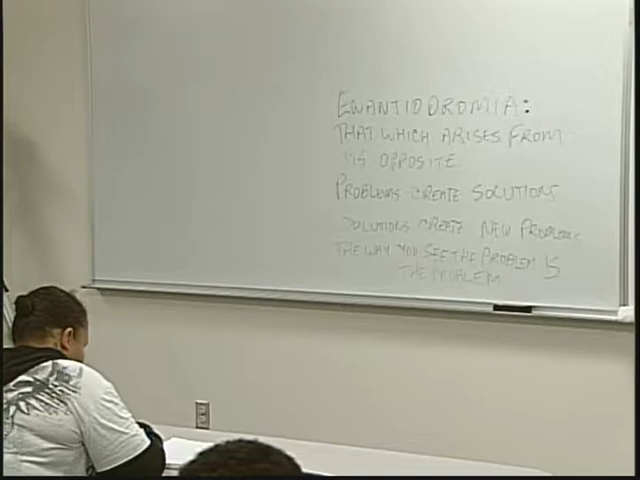 EWANTIODROMIA:
THAT WHICH ARISES FROM
ITS OPPOSITE.
PROBLEMS CREATE SOLUTIONS
SOLUTIONS CREATE NEW PROBLEMS
THE WAY YOU SEE THE PROBLEM IS
THE PROBLEM